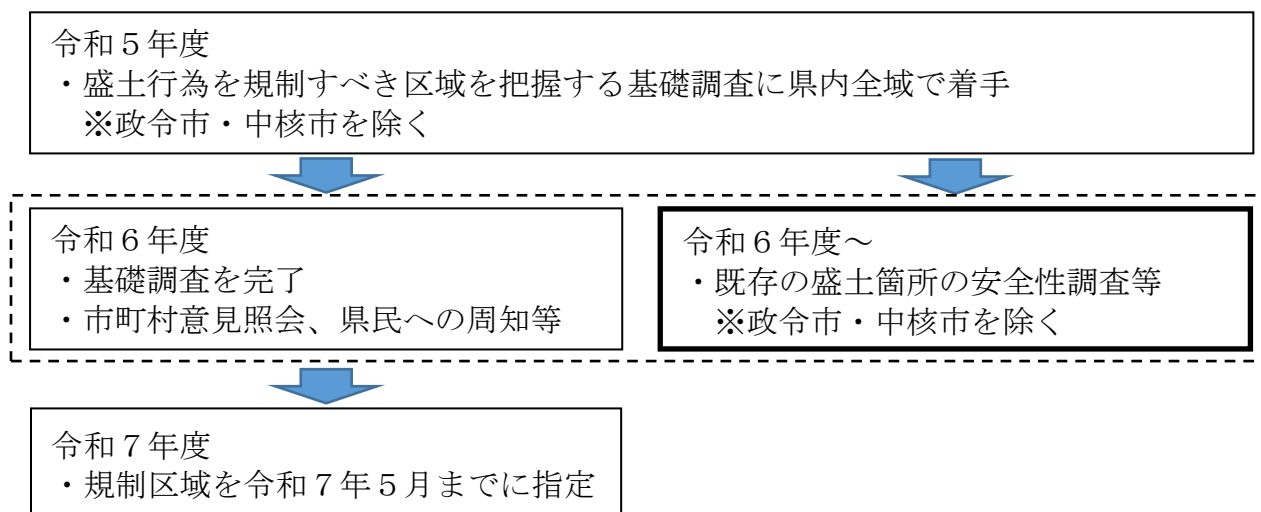 令和５年度
・盛土行為を規制すべき区域を把握する基礎調査に県内全域で着手
※政令市・中核市を除く
令和６年度
・基礎調査を完了
・市町村意見照会、県民への周知等
令和６年度～
・既存の盛土箇所の安全性調査等
※政令市・中核市を除く
令和７年度
・規制区域を令和７年５月までに指定